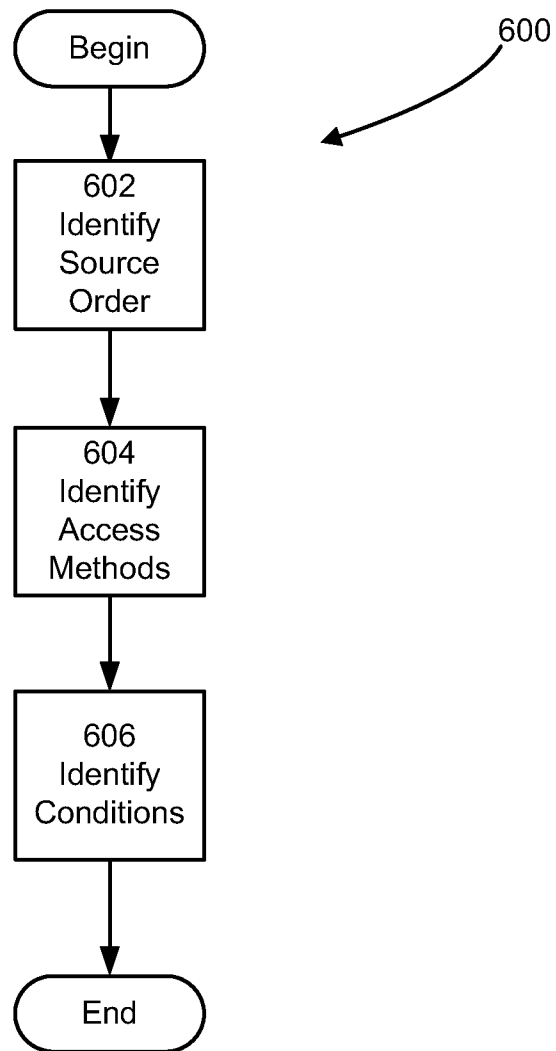 Begin
600
602
Identify
Source
Order
604
Identify
Access
Methods
606
Identify
Conditions
End